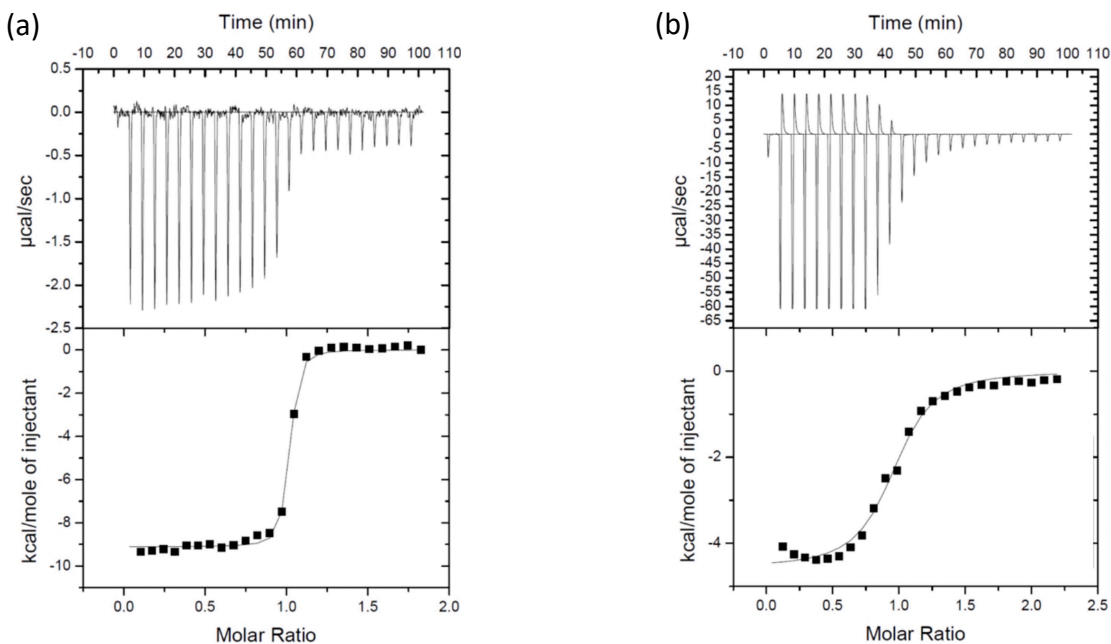 (a)
Time (min)
-10 0 10 20 30 40 50 60 70 80 90 100 110
0.5
0.0
-0.5
-1.0
-1.5
-2.0
-2.5
µcal/sec
0
-2
-4
-6
-8
-10
kcal/mole of injectant
0.0 0.5 1.0 1.5 2.0
Molar Ratio
(b)
Time (min)
-10 0 10 20 30 40 50 60 70 80 90 100 110
20
15
10
5
0
-5
-10
-15
-20
-25
-30
-35
-40
-45
-50
-55
-60
-65
µcal/sec
0
-2
-4
kcal/mole of injectant
0.0 0.5 1.0 1.5 2.0 2.5
Molar Ratio